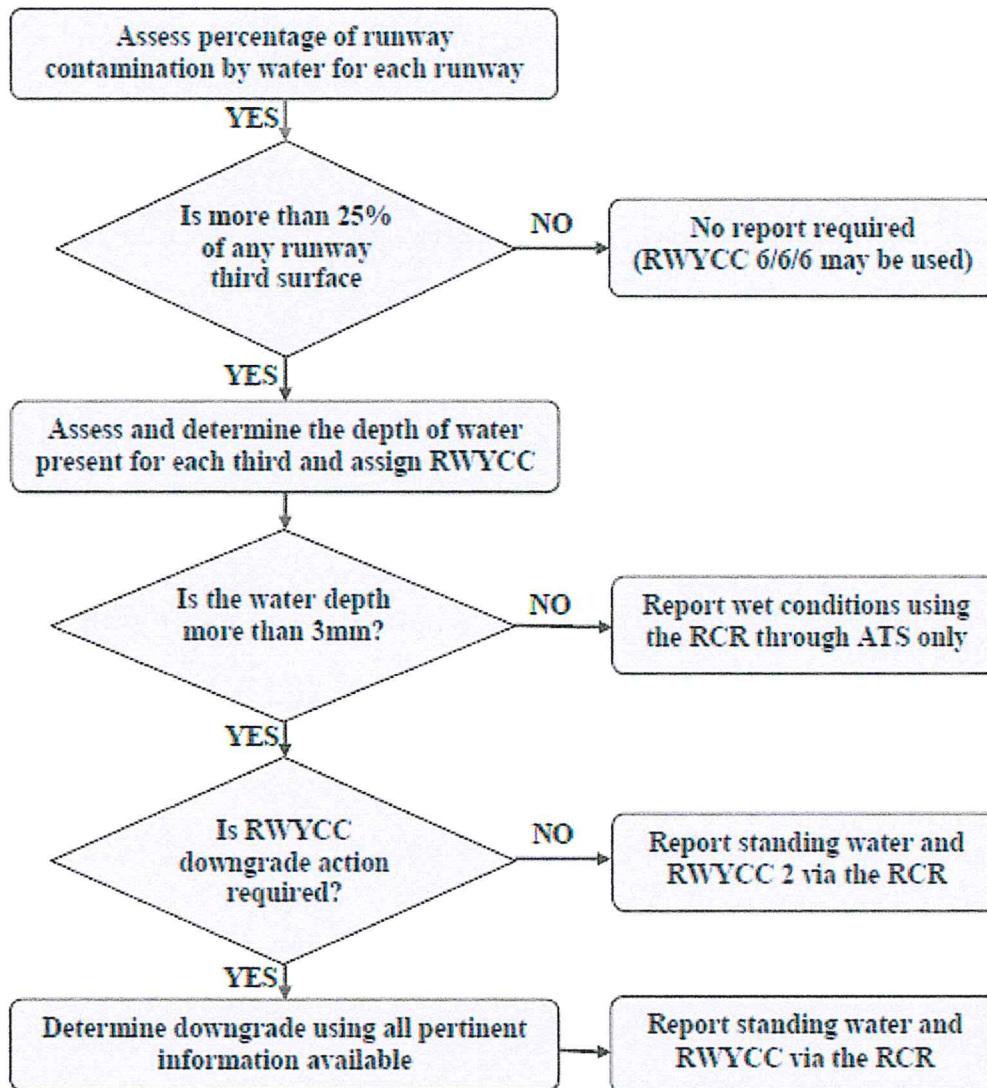 Assess percentage of runway
contamination by water for each runway
YES
Is more than 25%
of any runway
third surface
NO
No report required
(RWYCC 6/6/6 may be used)
YES
Assess and determine the depth of water
present for each third and assign RWYCC
Is the water depth
more than 3mm?
NO
Report wet conditions using
the RCR through ATS only
YES
Is RWYCC
downgrade action
required?
NO
Report standing water and
RWYCC 2 via the RCR
YES
Determine downgrade using all pertinent
information available
Report standing water and
RWYCC via the RCR